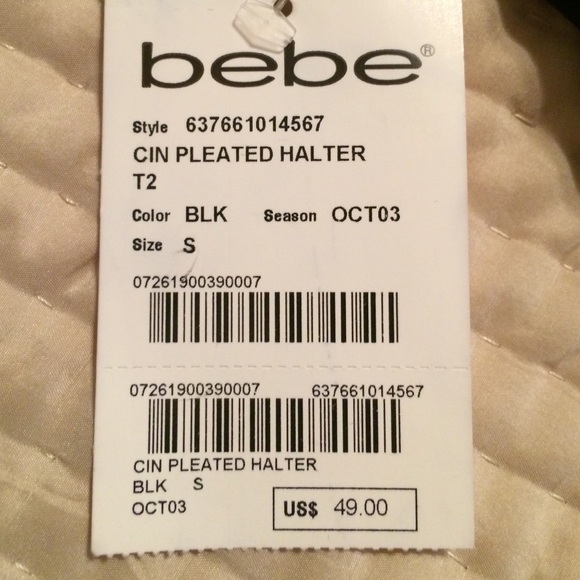 bebe®
Style 637661014567
CIN PLEATED HALTER
T2
Color BLK Season OCT03
Size S
07261900390007
07261900390007 637661014567
CIN PLEATED HALTER
BLK S
OCT03
US$ 49.00